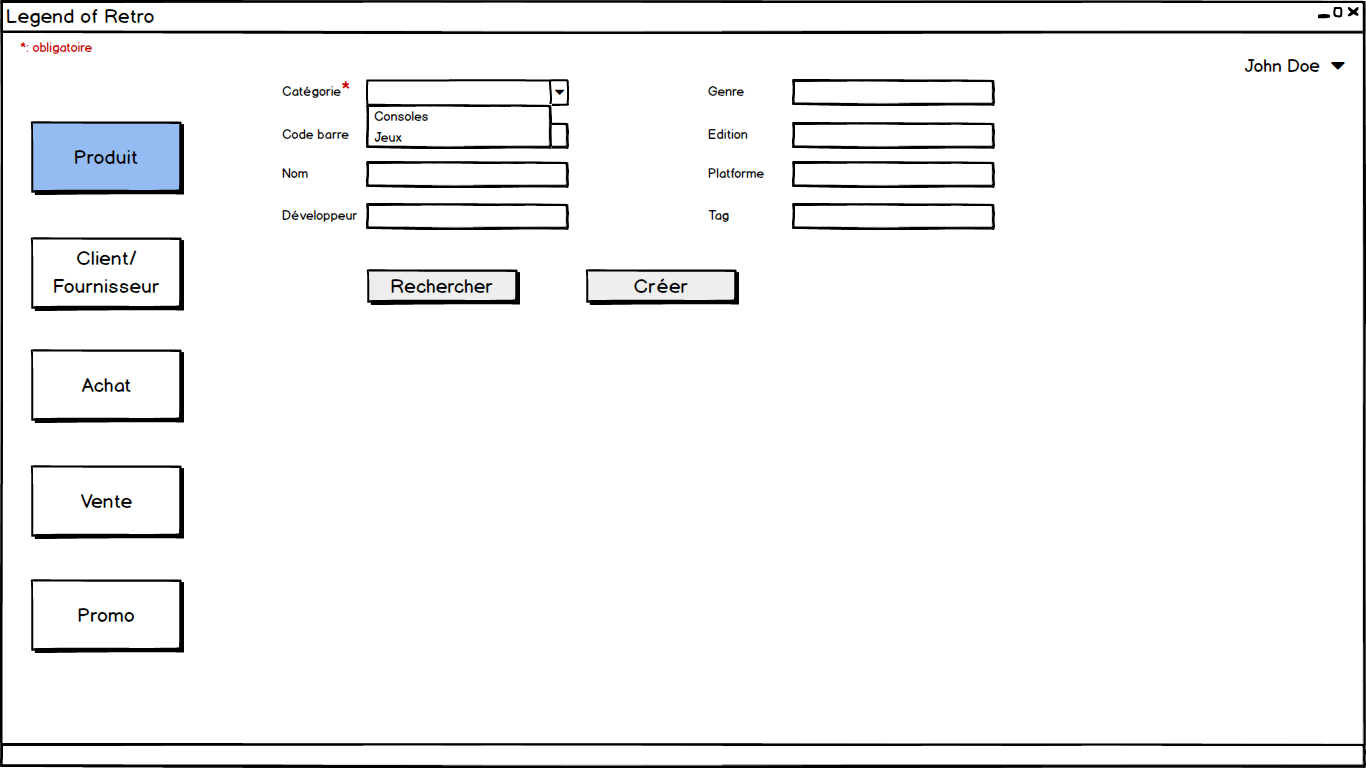 Legend of Retro
*: obligatoire
John Doe
Catégorie*
Consoles
Jeux
Code barre
Nom
Développeur
Genre
Edition
Platforme
Tag
Rechercher
Créer
Produit
Client/
Fournisseur
Achat
Vente
Promo